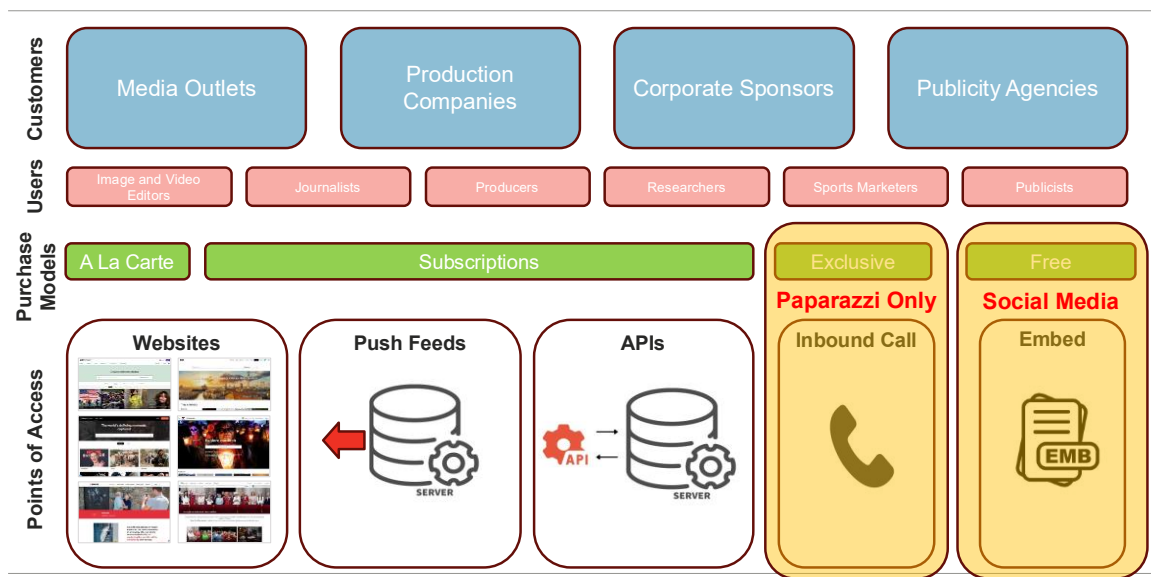 Customers
Media Outlets
Production
Companies
Corporate Sponsors
Publicity Agencies
Users
Image and Video
Editors
Journalists
Producers
Researchers
Sports Marketers
Publicists
Purchase
Models
A La Carte
Subscriptions
Exclusive
Free
Paparazzi Only
Social Media
Points of Access
Websites
Push Feeds
SERVER
APIs
API
SERVER
Inbound Call
Embed
EMB